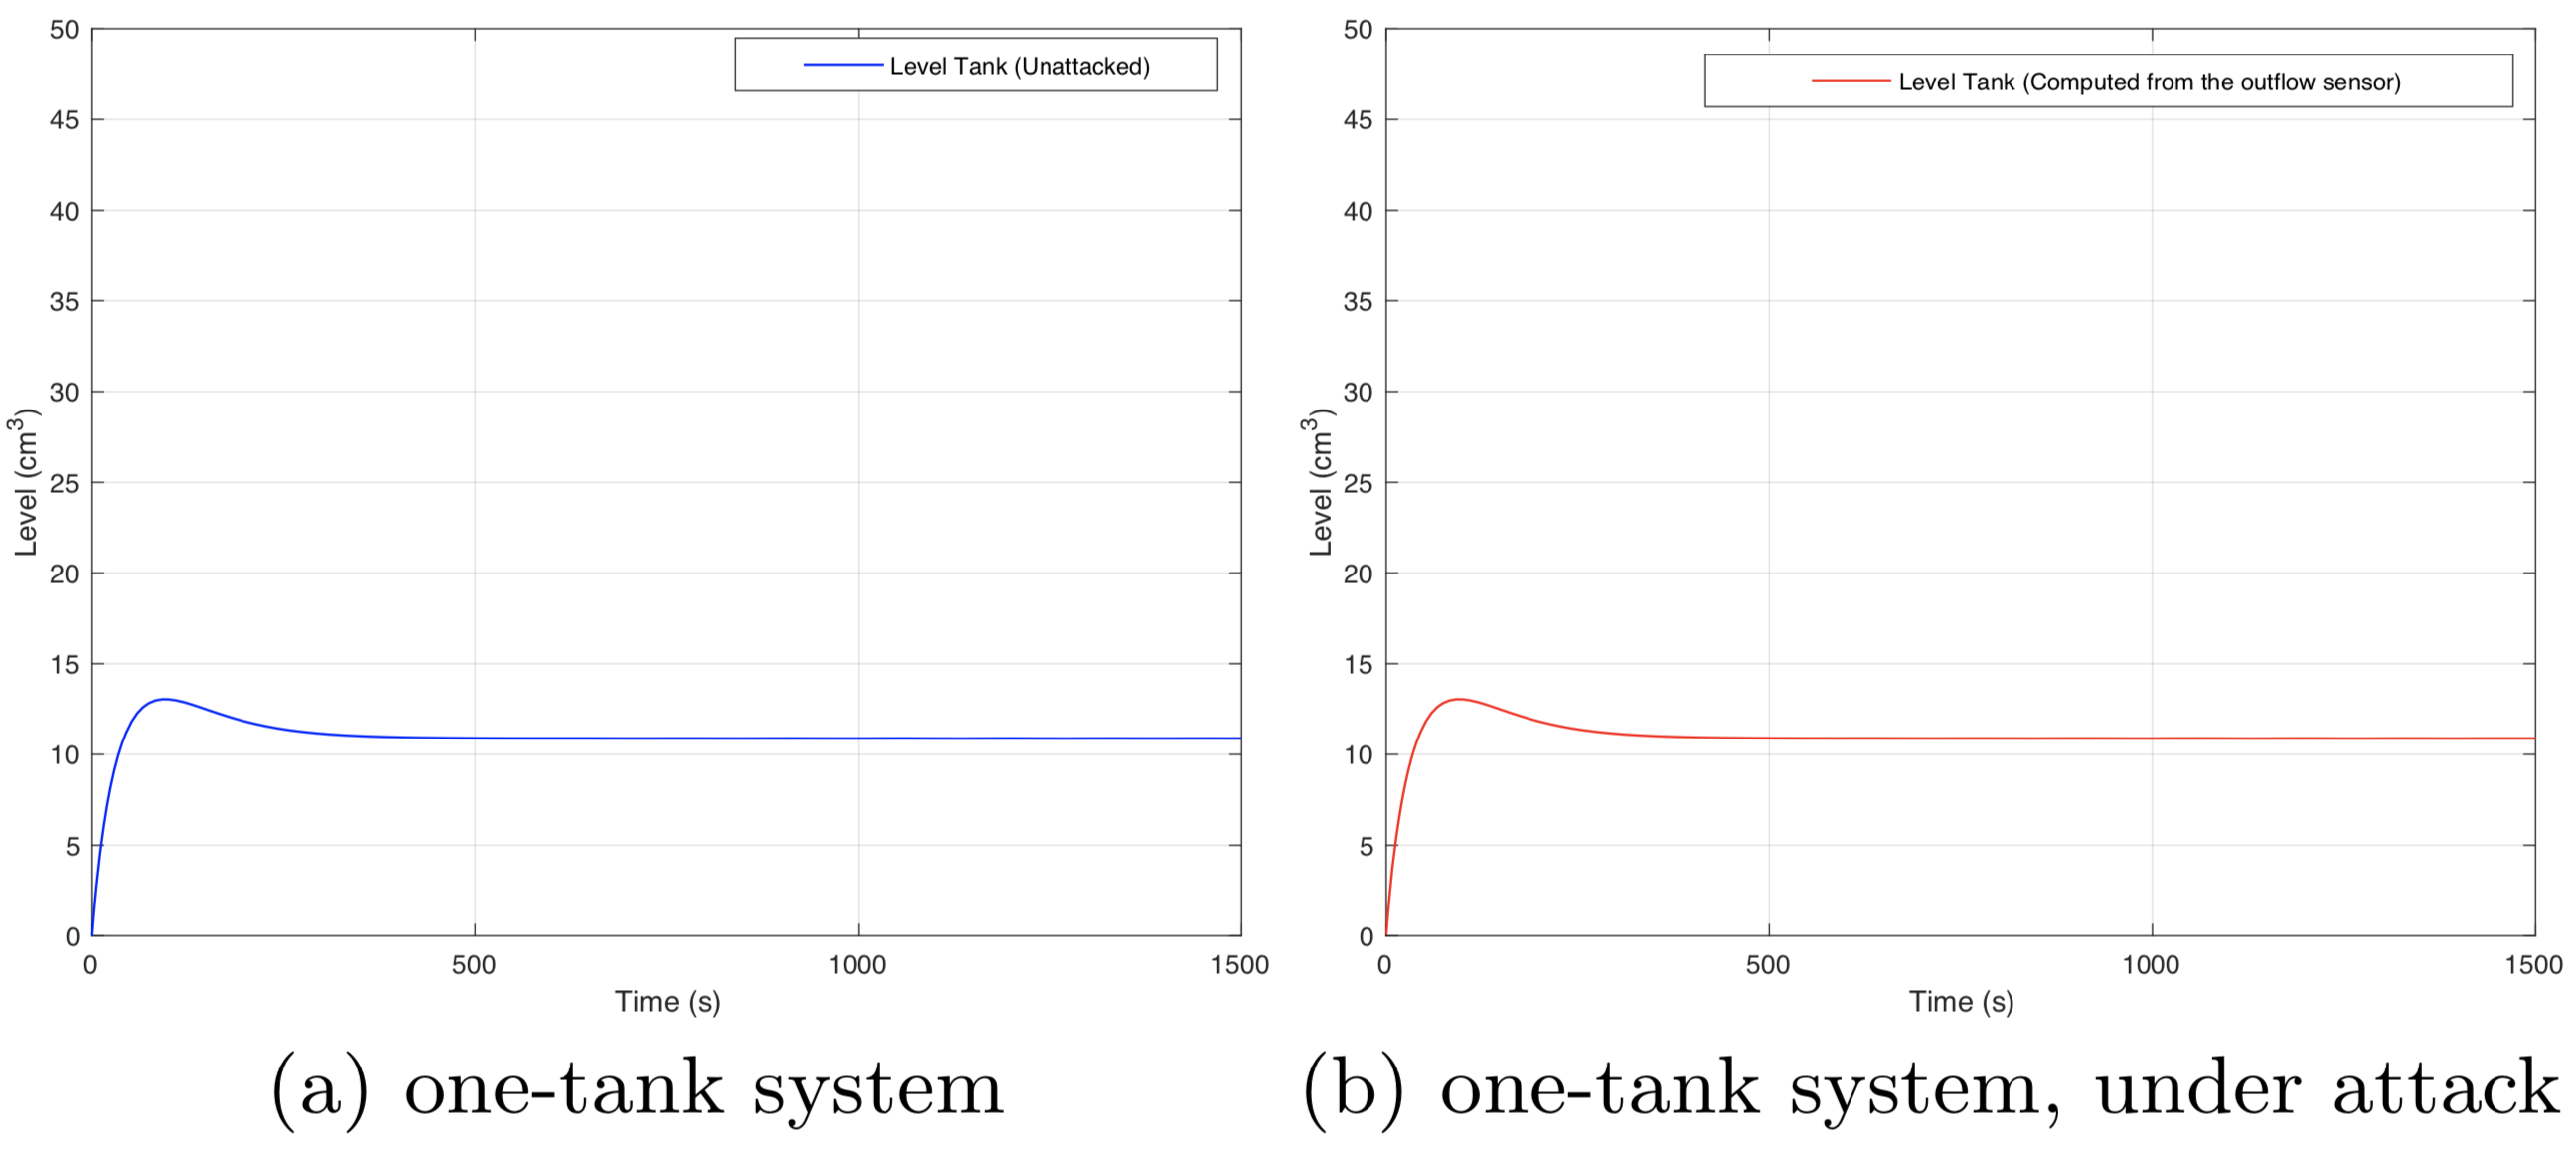 50
45
40
35
30
25
20
15
10
5
0
Level (cm³)
Level Tank (Unattacked)
0 500 1000 1500
Time (s)
(a) one-tank system
50
45
40
35
30
25
20
15
10
5
0
Level (cm³)
Level Tank (Computed from the outflow sensor)
0 500 1000 1500
Time (s)
(b) one-tank system, under attack